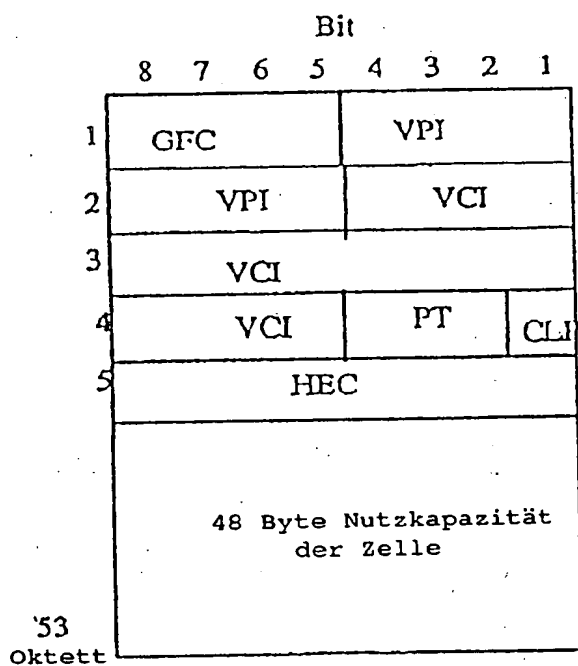 Bit
8 7 6 5 4 3 2 1
1 GFC VPI
2 VPI VCI
3 VCI
4 VCI PT CLI
5 HEC
48 Byte Nutzkapazität
der Zelle
'53
Oktett